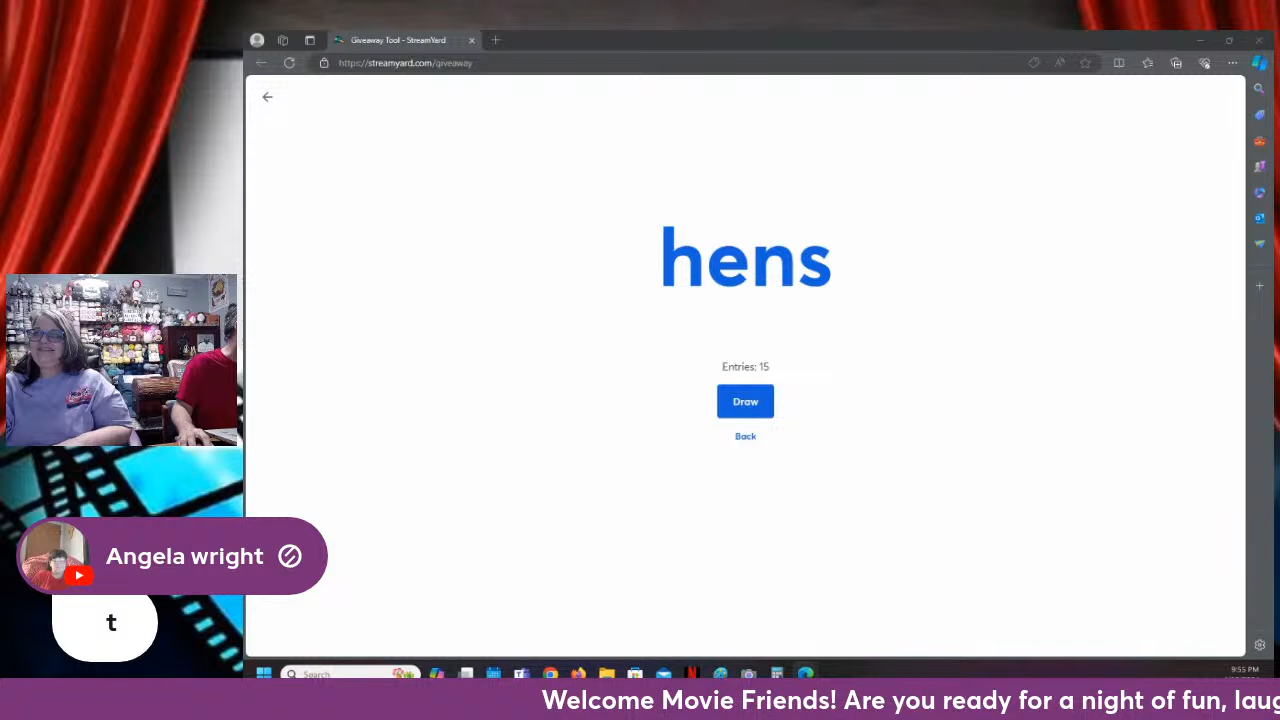 Giveaway Tool - StreamYard
https://streamyard.com/giveaway
hens
Entries: 15
Draw
Back
Angela wright
t
Search
9:55 PM
Welcome Movie Friends! Are you ready for a night of fun, laug